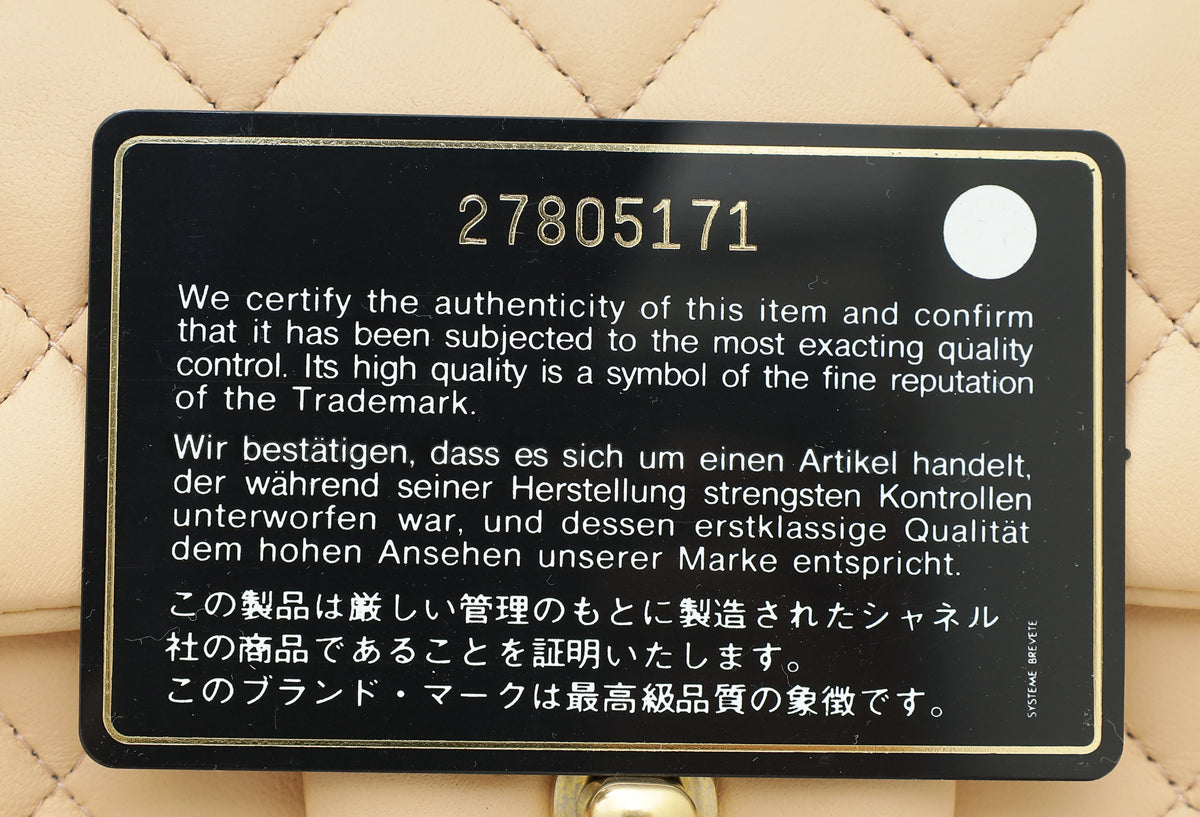 27805171
We certify the authenticity of this item and confirm
that it has been subjected to the most exacting quality
control. Its high quality is a symbol of the fine reputation
of the Trademark.
Wir bestätigen, dass es sich um einen Artikel handelt,
der während seiner Herstellung strengsten Kontrollen
unterworfen war, und dessen erstklassige Qualität
dem hohen Ansehen unserer Marke entspricht.
この製品は厳しい管理のもとに製造されたシャネル
社の商品であることを証明いたします。
このブランド・マークは最高級品質の象徴です。
SYSTEME BREVETE